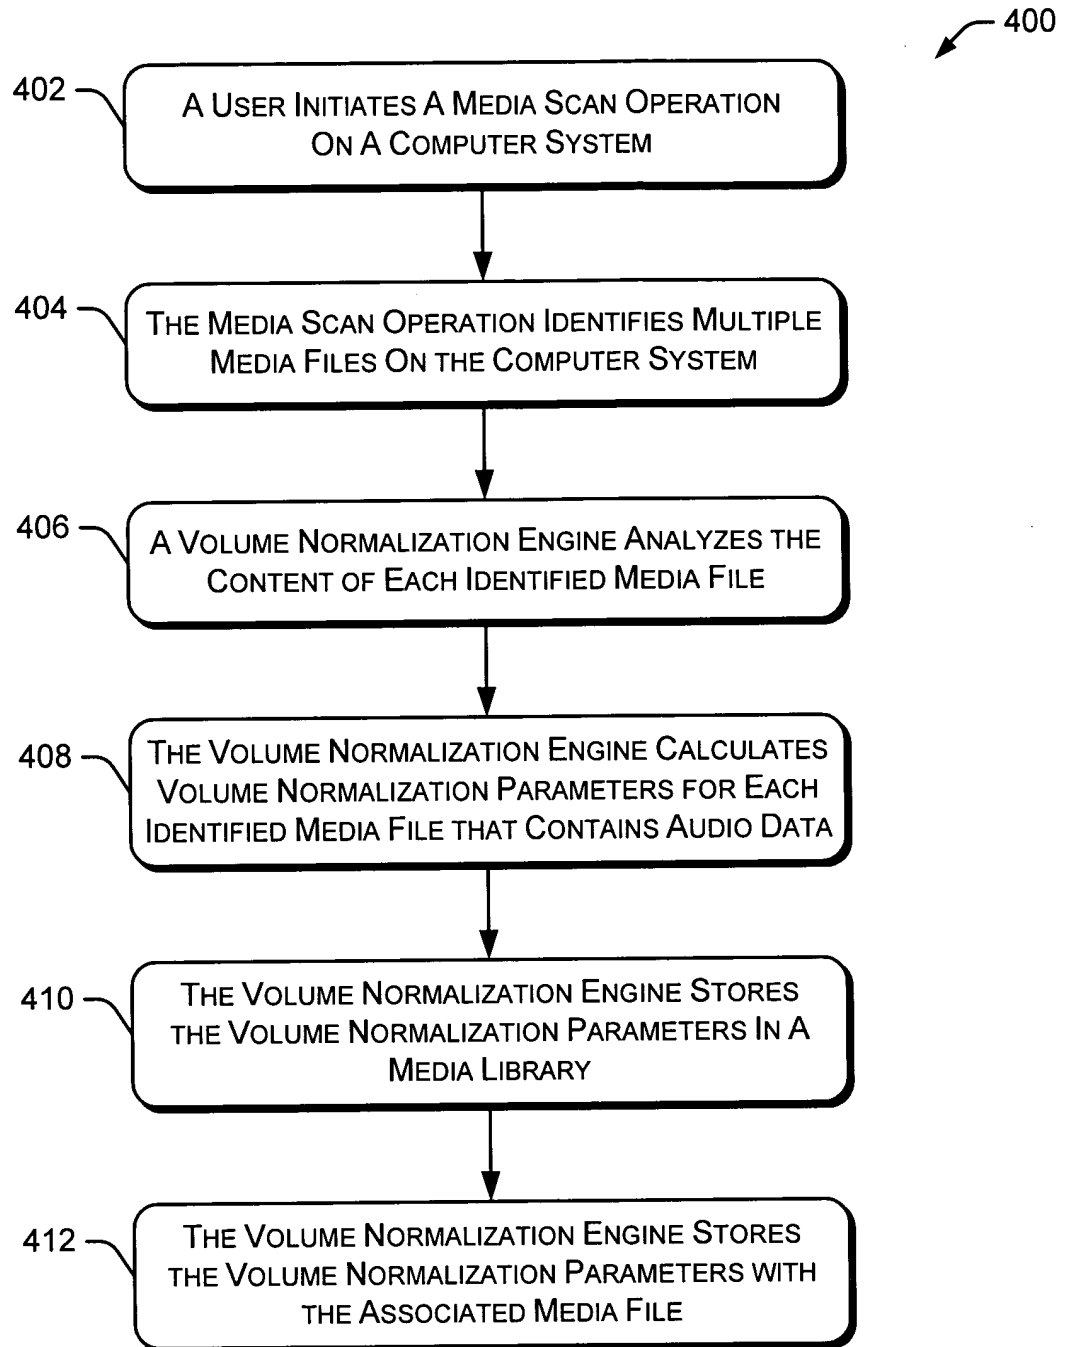 400
402
A USER INITIATES A MEDIA SCAN OPERATION
ON A COMPUTER SYSTEM
404
THE MEDIA SCAN OPERATION IDENTIFIES MULTIPLE
MEDIA FILES ON THE COMPUTER SYSTEM
406
A VOLUME NORMALIZATION ENGINE ANALYZES THE
CONTENT OF EACH IDENTIFIED MEDIA FILE
408
THE VOLUME NORMALIZATION ENGINE CALCULATES
VOLUME NORMALIZATION PARAMETERS FOR EACH
IDENTIFIED MEDIA FILE THAT CONTAINS AUDIO DATA
410
THE VOLUME NORMALIZATION ENGINE STORES
THE VOLUME NORMALIZATION PARAMETERS IN A
MEDIA LIBRARY
412
THE VOLUME NORMALIZATION ENGINE STORES
THE VOLUME NORMALIZATION PARAMETERS WITH
THE ASSOCIATED MEDIA FILE